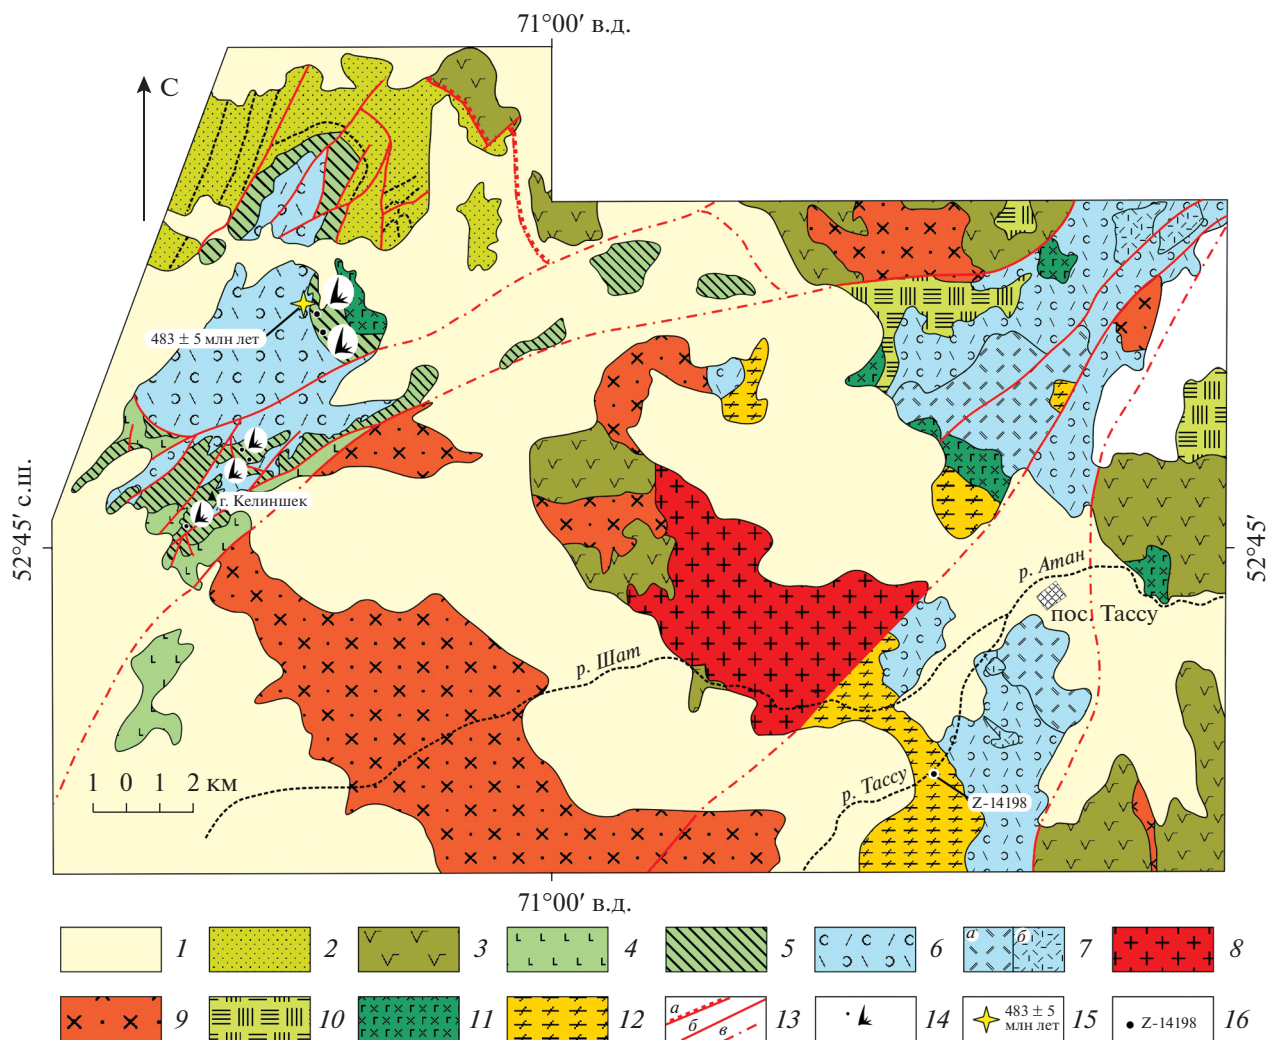 71°00′ в.д.
С
483 ± 5 млн лет
г. Келиншек
52°45′ с.ш.
52°45′
р. Атан
пос. Тассу
р. Шат
р. Тассу
Z-14198
1 0 1 2 км
71°00′ в.д.
1
2
3
4
5
6
а б 7
8
9
10
11
12
а б в 13
14
483 ± 5
млн лет 15
Z-14198 16